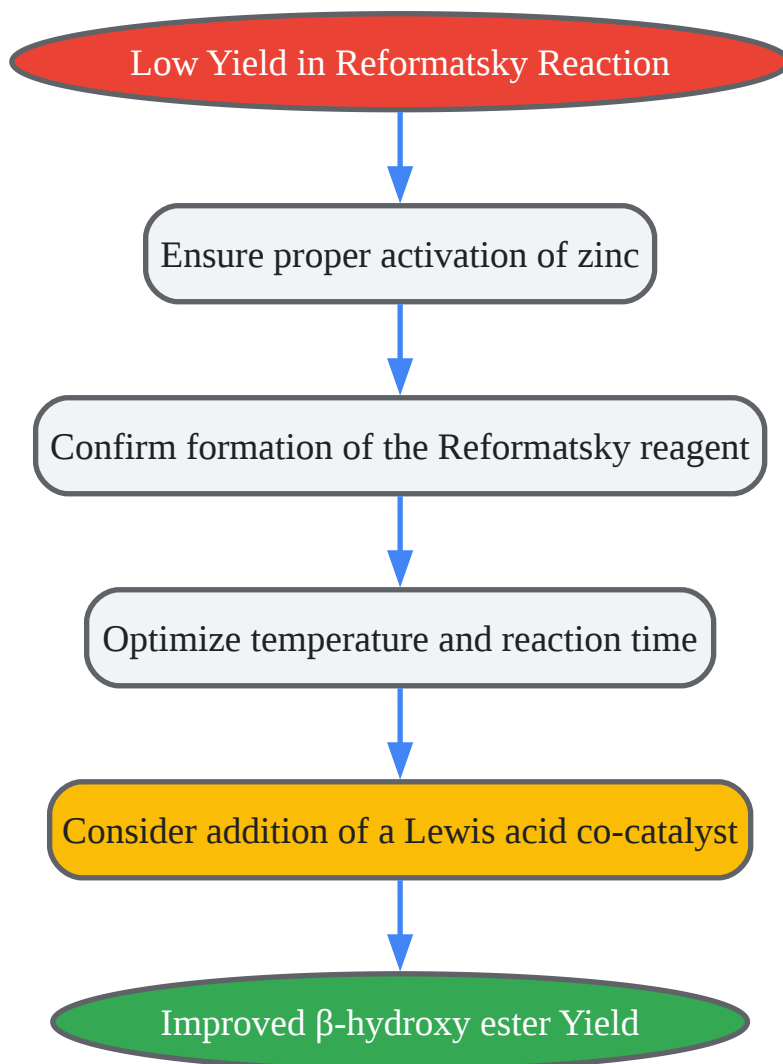 Low Yield in Reformatsky Reaction
Ensure proper activation of zinc
Confirm formation of the Reformatsky reagent
Optimize temperature and reaction time
Consider addition of a Lewis acid co-catalyst
Improved β-hydroxy ester Yield